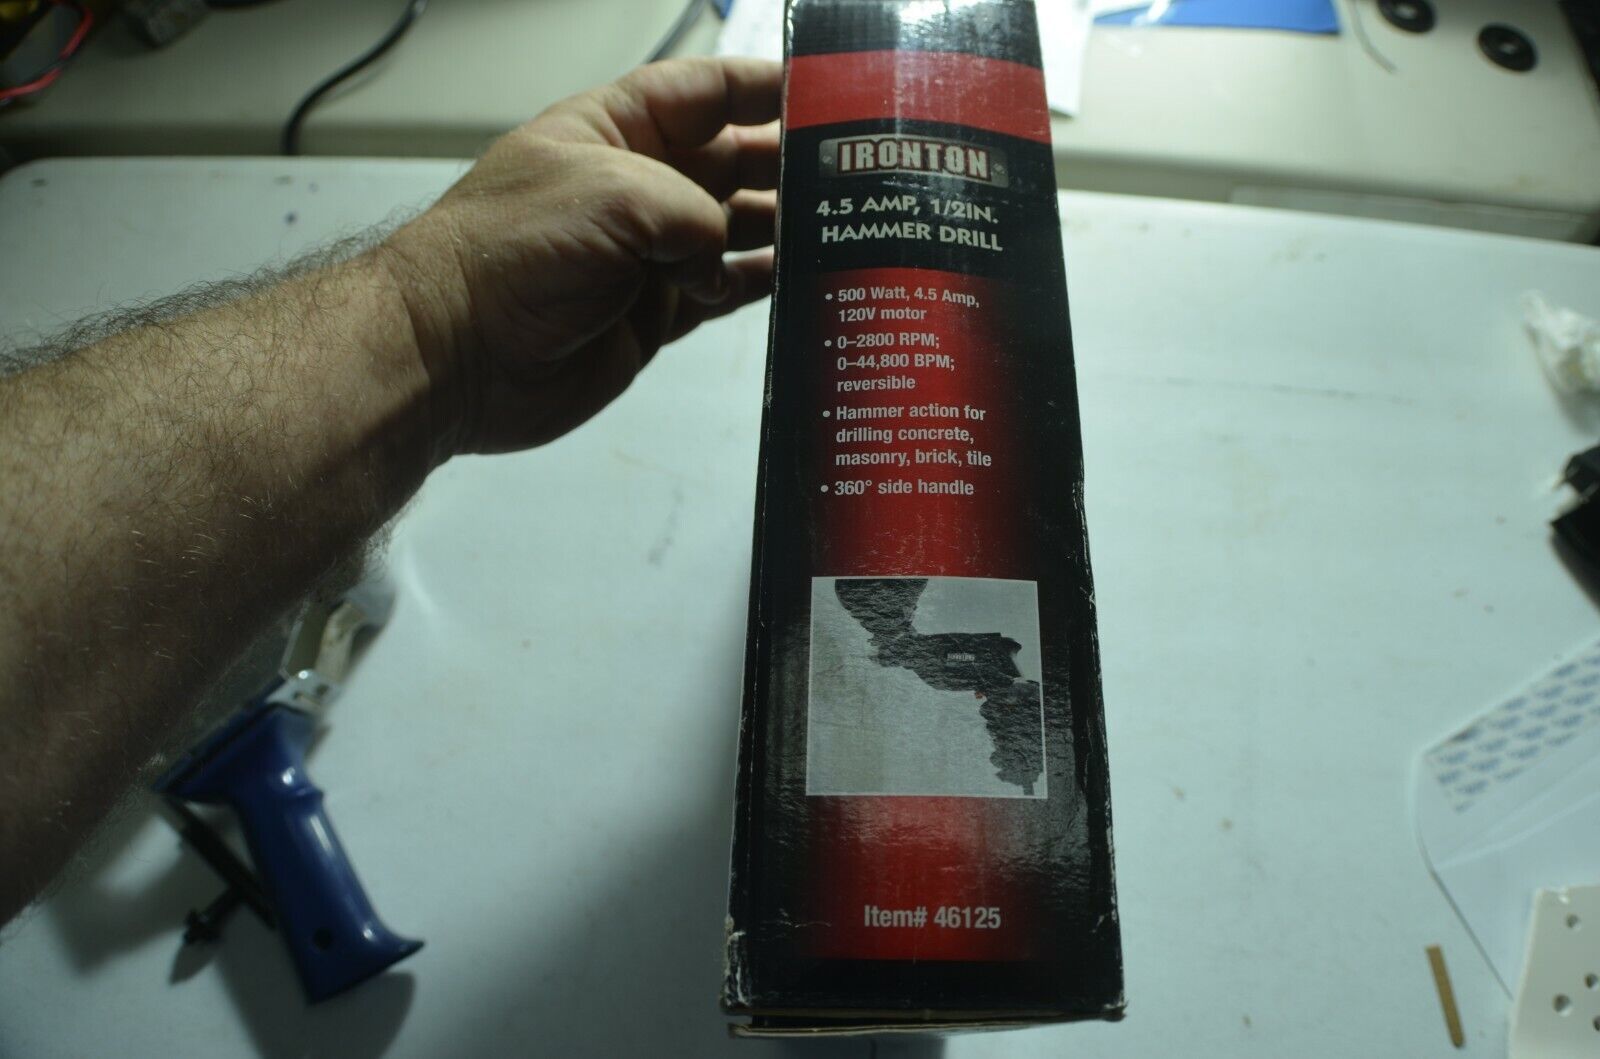 IRONTON
4.5 AMP, 1/2IN.
HAMMER DRILL
• 500 Watt, 4.5 Amp,
120V motor
• 0–2800 RPM;
0–44,800 BPM;
reversible
• Hammer action for
drilling concrete,
masonry, brick, tile
• 360° side handle
IRONTON
Item# 46125